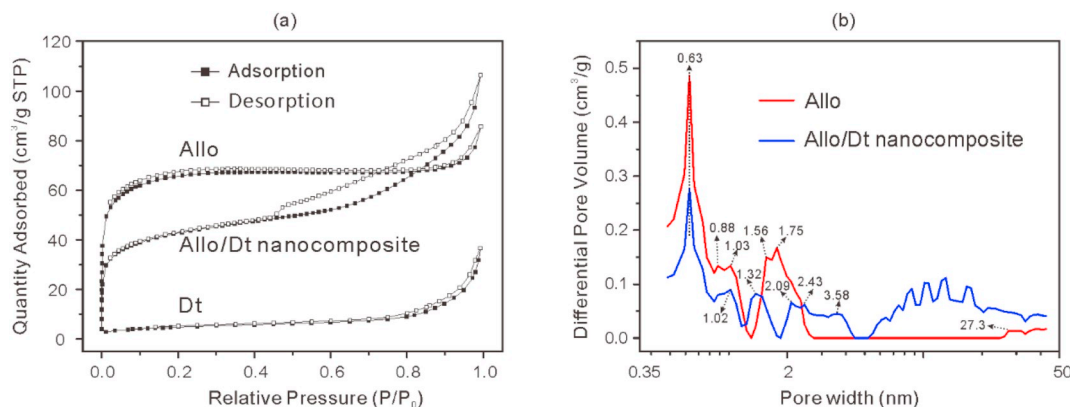 (a)
Quantity Adsorbed (cm³/g STP)
120
100
80
60
40
20
0
Adsorption
Desorption
Allo
Allo/Dt nanocomposite
Dt
0.0 0.2 0.4 0.6 0.8 1.0
Relative Pressure (P/P₀)
(b)
Differential Pore Volume (cm³/g)
0.5
0.4
0.3
0.2
0.1
0.0
0.63
Allo
Allo/Dt nanocomposite
0.88
1.03
1.56
1.75
1.32
2.09
2.43
3.58
1.02
27.3
0.35 2 50
Pore width (nm)